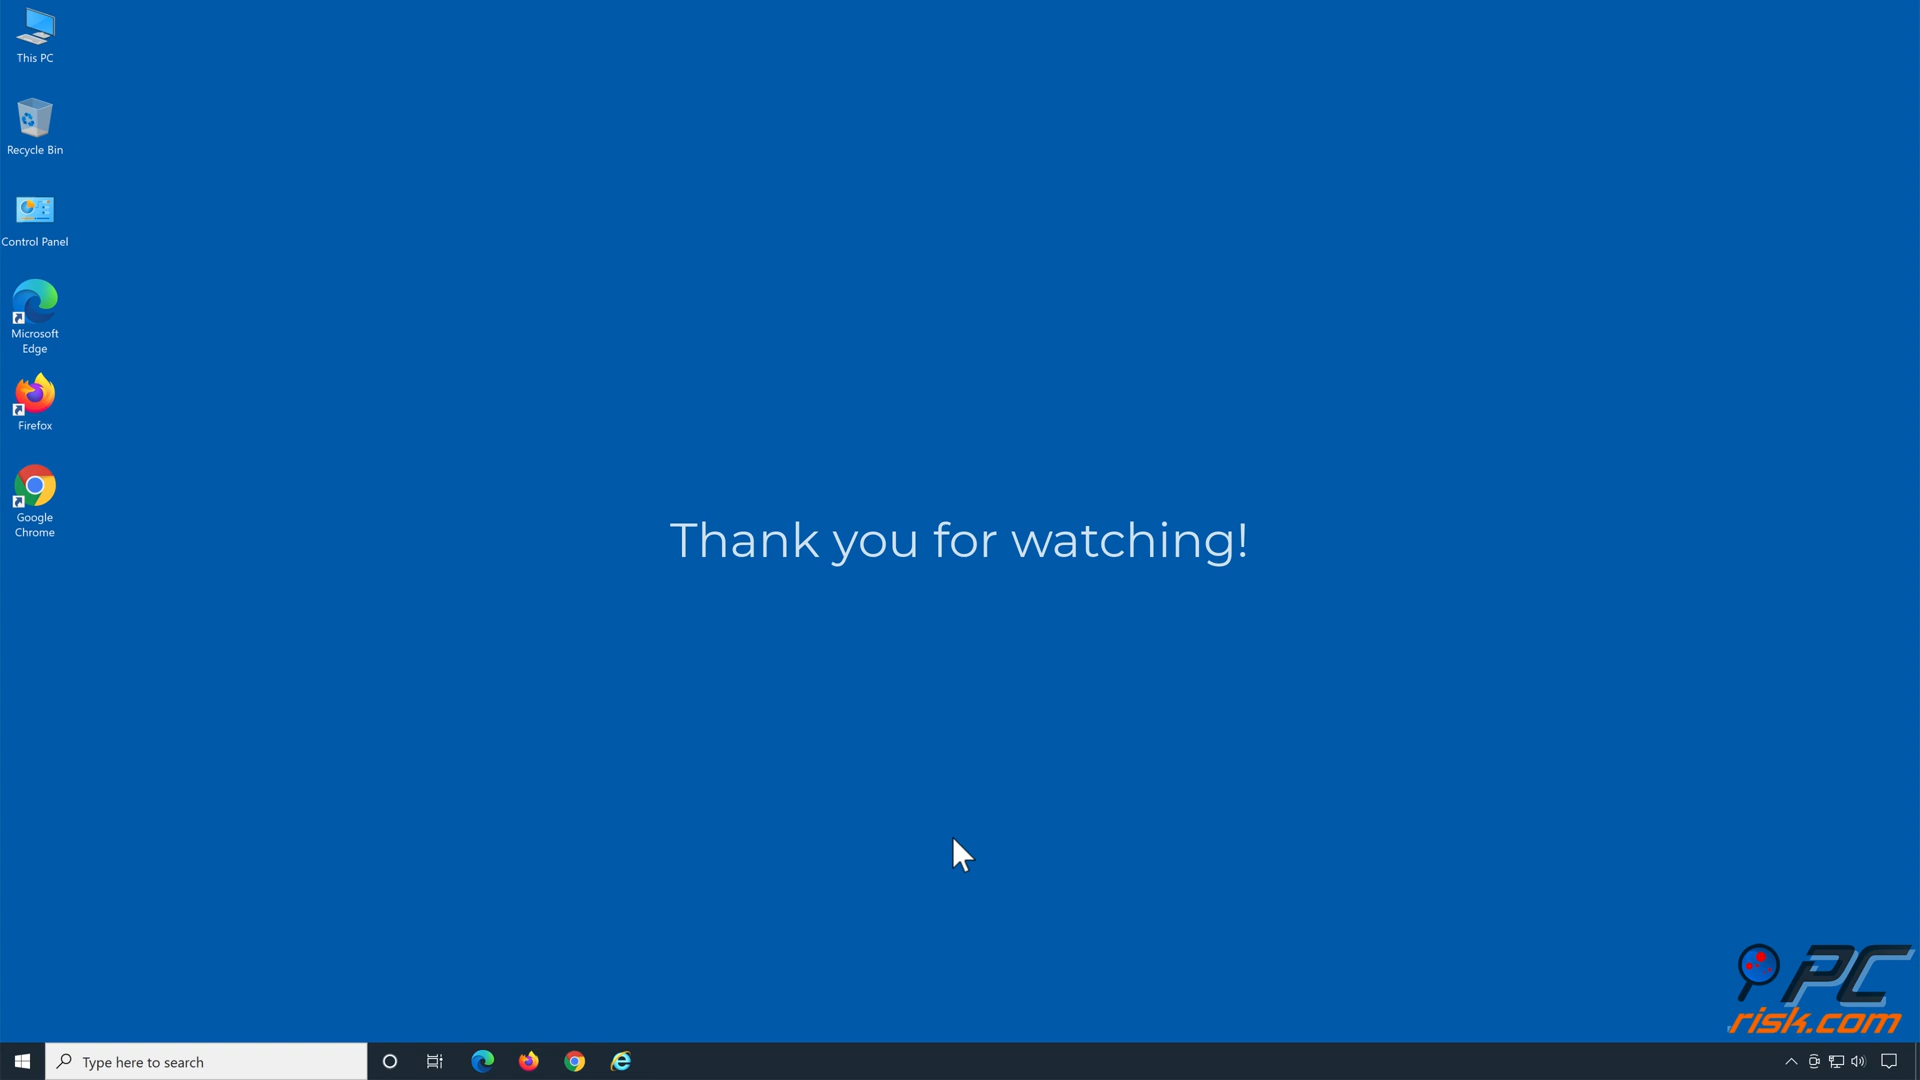 This PC
Recycle Bin
Control Panel
Microsoft
Edge
Firefox
Google
Chrome
Thank you for watching!
PC
risk.com
Type here to search